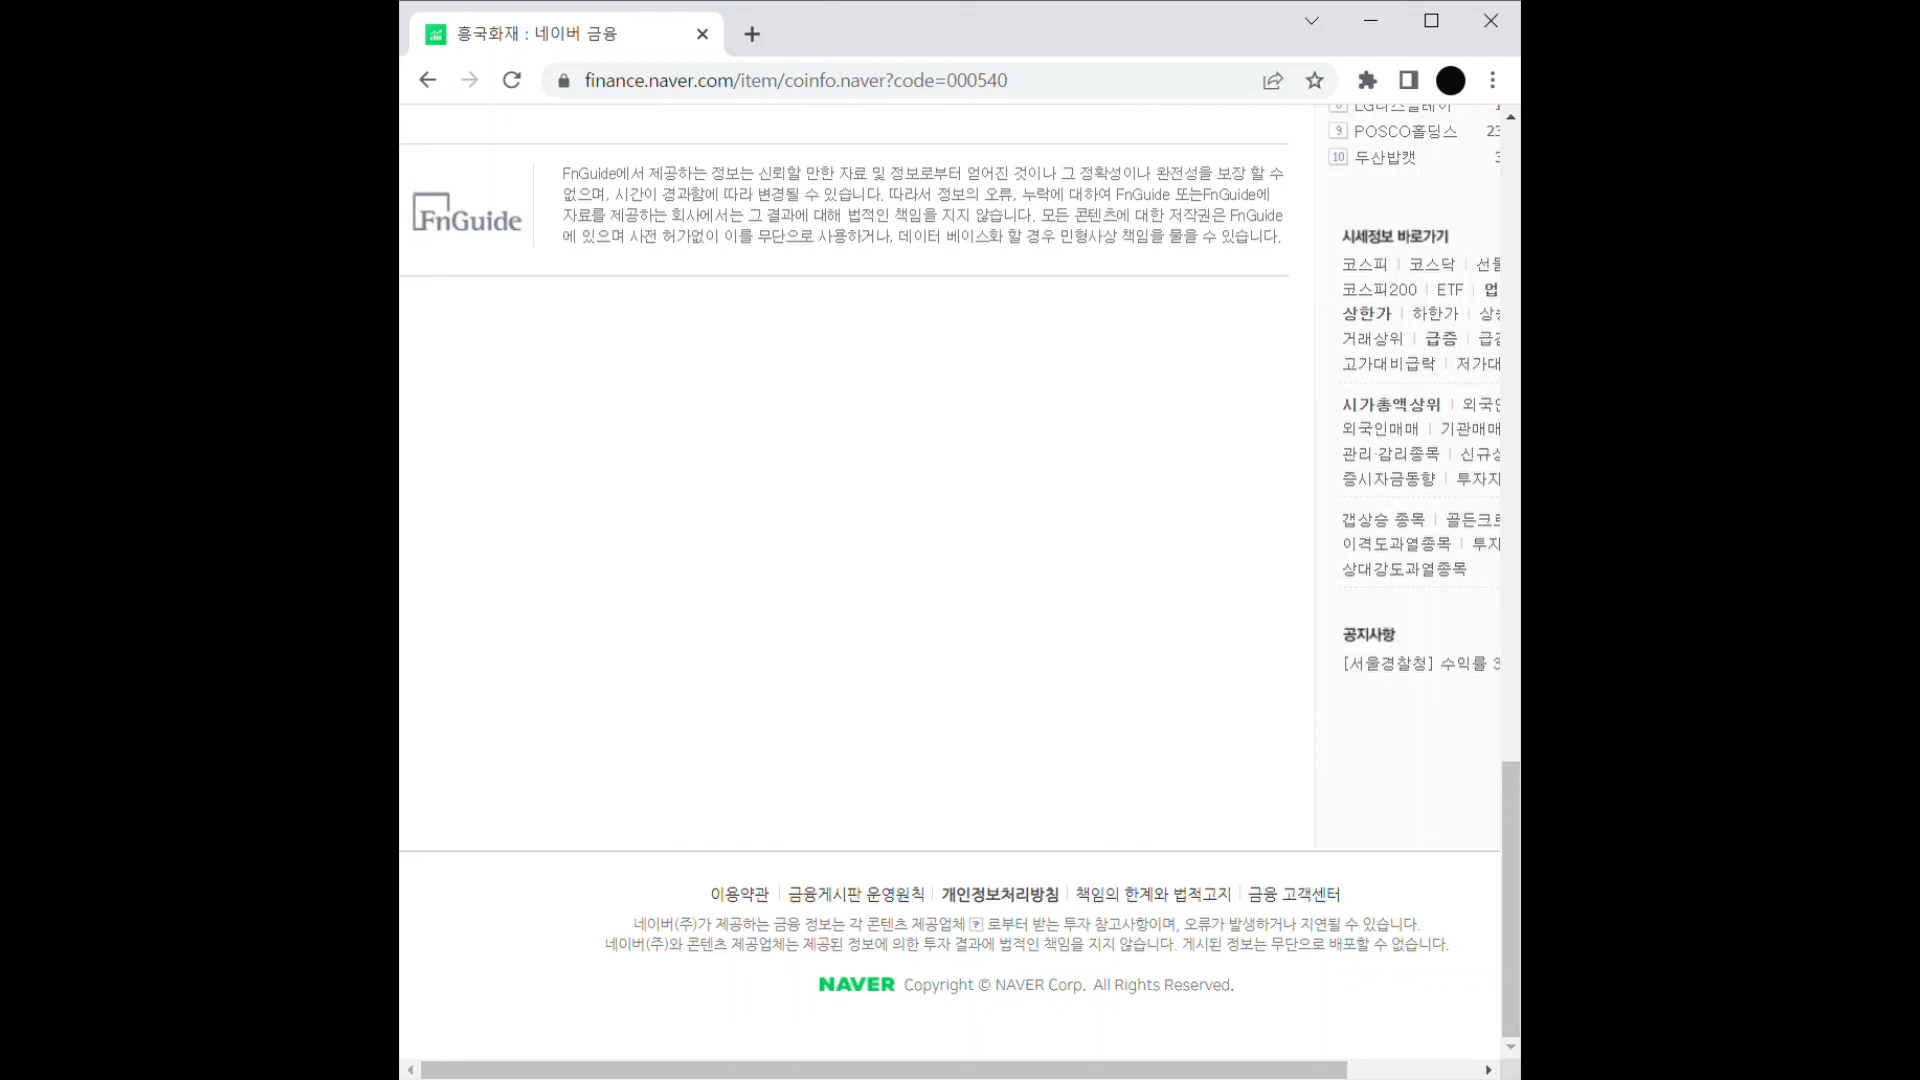 흥국화재 : 네이버 금융
finance.naver.com/item/coinfo.naver?code=000540
FnGuide
FnGuide에서 제공하는 정보는 신뢰할 만한 자료 및 정보로부터 얻어진 것이나 그 정확성이나 완전성을 보장 할 수
없으며, 시간이 경과함에 따라 변경될 수 있습니다. 따라서 정보의 오류, 누락에 대하여 FnGuide 또는FnGuide에
자료를 제공하는 회사에서는 그 결과에 대해 법적인 책임을 지지 않습니다. 모든 콘텐츠에 대한 저작권은 FnGuide
에 있으며 사전 허가없이 이를 무단으로 사용하거나, 데이터 베이스화 할 경우 민형사상 책임을 물을 수 있습니다.
9 POSCO홀딩스 23
10 두산밥캣
시세정보 바로가기
코스피 코스닥
코스피200 ETF 업
상한가 하한가
거래상위 급증
고가대비급락 저가대
시가총액상위 외국
외국인매매 기관매매
관리·감리종목 신규
증시자금동향 투자
갭상승 종목 골든크
이격도과열종목 투자
상대강도과열종목
공지사항
[서울경찰청] 수익률 3
이용약관 금융게시판 운영원칙 개인정보처리방침 책임의 한계와 법적고지 금융 고객센터
네이버(주)가 제공하는 금융 정보는 각 콘텐츠 제공업체 ? 로부터 받는 투자 참고사항이며, 오류가 발생하거나 지연될 수 있습니다.
네이버(주)와 콘텐츠 제공업체는 제공된 정보에 의한 투자 결과에 법적인 책임을 지지 않습니다. 게시된 정보는 무단으로 배포할 수 없습니다.
NAVER Copyright © NAVER Corp. All Rights Reserved.